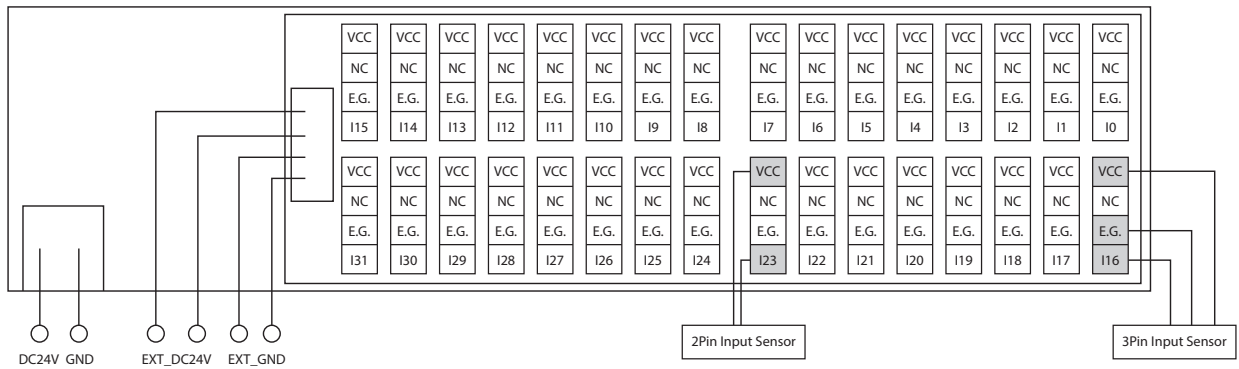 VCC VCC VCC VCC VCC VCC VCC VCC VCC VCC VCC VCC VCC VCC VCC VCC
NC NC NC NC NC NC NC NC NC NC NC NC NC NC NC NC
E.G. E.G. E.G. E.G. E.G. E.G. E.G. E.G. E.G. E.G. E.G. E.G. E.G. E.G. E.G. E.G.
I15 I14 I13 I12 I11 I10 I9 I8 I7 I6 I5 I4 I3 I2 I1 I0
VCC VCC VCC VCC VCC VCC VCC VCC VCC VCC VCC VCC VCC VCC VCC VCC
NC NC NC NC NC NC NC NC NC NC NC NC NC NC NC NC
E.G. E.G. E.G. E.G. E.G. E.G. E.G. E.G. E.G. E.G. E.G. E.G. E.G. E.G. E.G. E.G.
I31 I30 I29 I28 I27 I26 I25 I24 I23 I22 I21 I20 I19 I18 I17 I16
2Pin Input Sensor 3Pin Input Sensor
DC24V GND EXT_DC24V EXT_GND